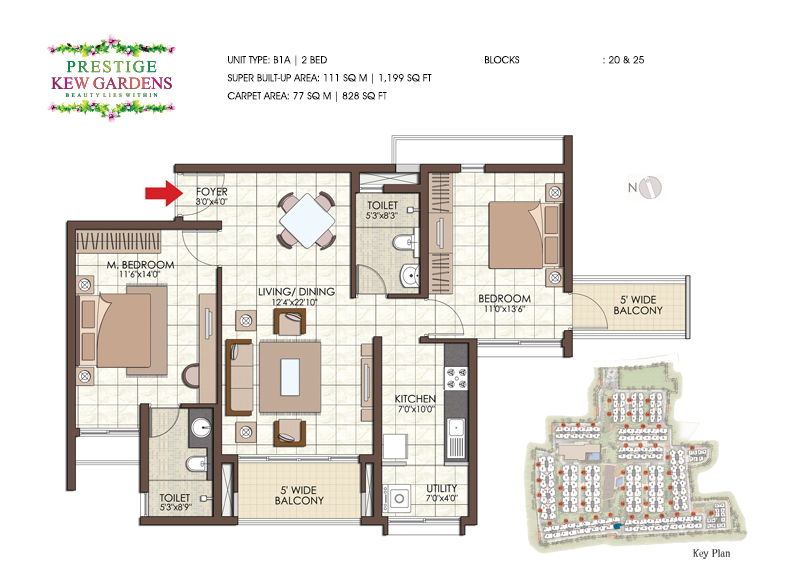 PRESTIGE
KEW GARDENS
BEAUTY LIES WITHIN
UNIT TYPE: B1A | 2 BED
BLOCKS : 20 & 25
SUPER BUILT-UP AREA: 111 SQ M | 1,199 SQ FT
CARPET AREA: 77 SQ M | 828 SQ FT
FOYER
3'0"x4'0"
TOILET
5'3"x8'3"
N
M. BEDROOM
11'6"x14'0"
LIVING/ DINING
12'4"x22'10"
BEDROOM
11'0"x13'6"
5' WIDE
BALCONY
KITCHEN
7'0"x10'0"
TOILET
5'3"x8'9"
5' WIDE
BALCONY
UTILITY
7'0"x4'0"
Key Plan